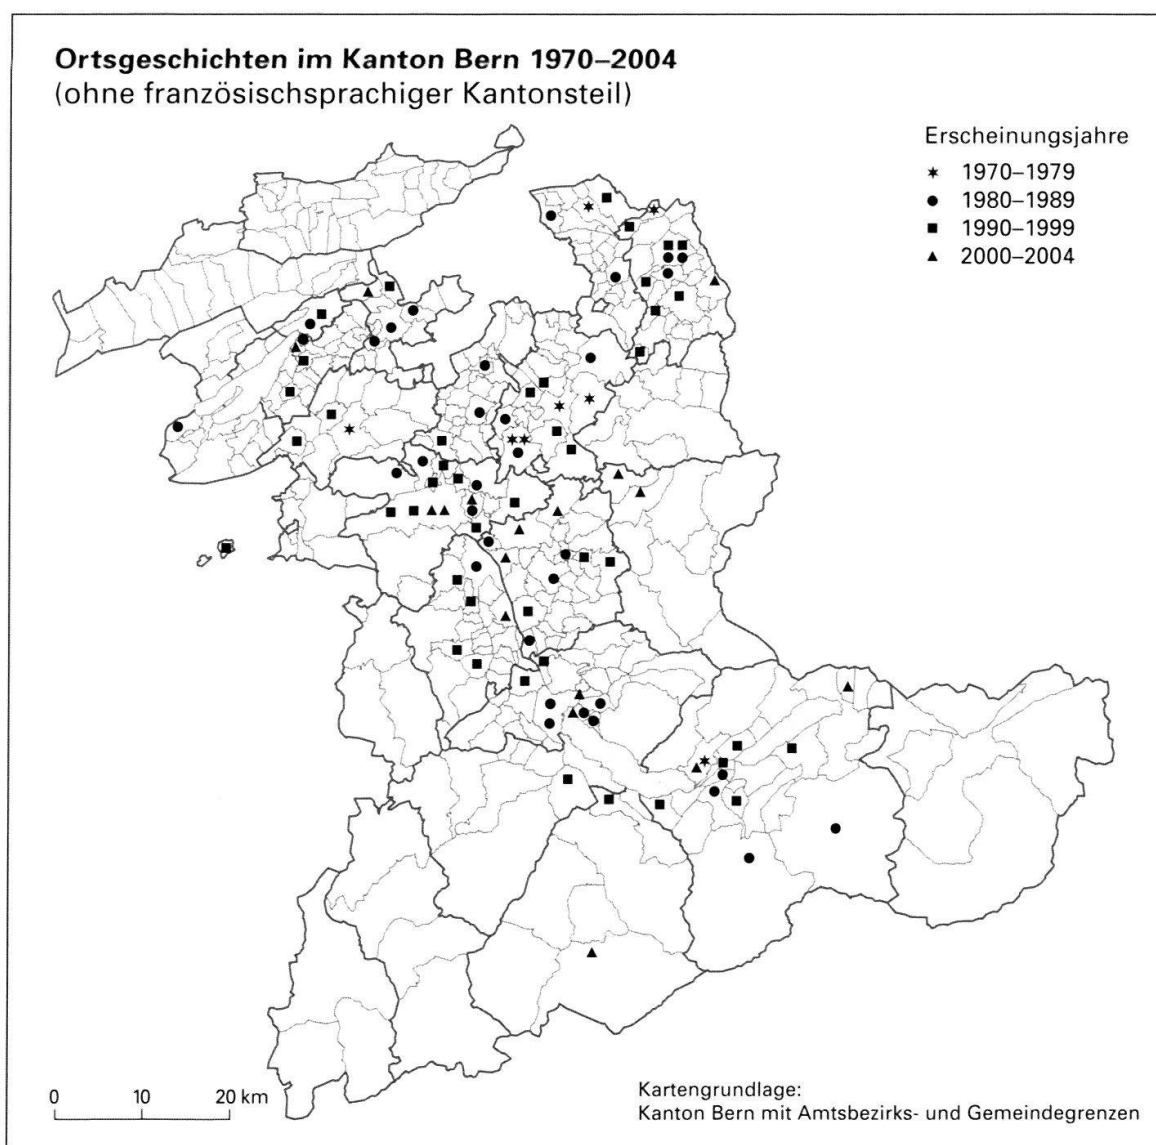 Ortsgeschichten im Kanton Bern 1970–2004
(ohne französischsprachiger Kantonsteil)
Erscheinungsjahre
1970–1979
1980–1989
1990–1999
2000–2004
0 10 20 km
Kartengrundlage:
Kanton Bern mit Amtsbezirks- und Gemeindegrenzen